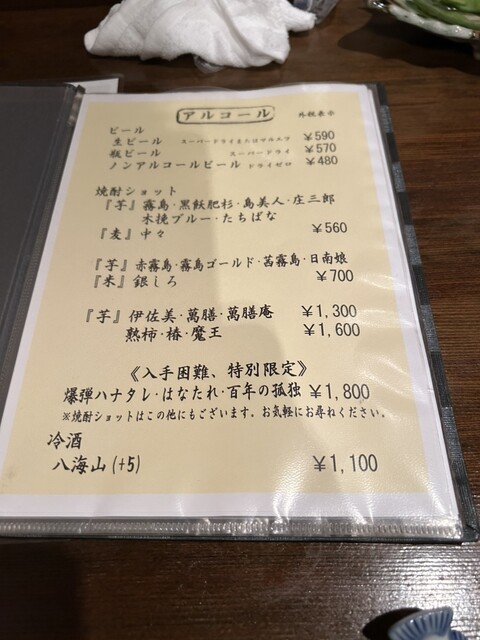 アルコール 外税表示
ビール
生ビール スーパードライまたはマルエフ ￥590
瓶ビール スーパードライ ￥570
ノンアルコールビール ドライゼロ ￥480
焼酎ショット
『芋』霧島・黒飫肥杉・島美人・庄三郎
木挽ブルー・たちばな
『麦』中々 ￥560
『芋』赤霧島・霧島ゴールド・茜霧島・日南娘
『米』銀しろ ￥700
『芋』伊佐美・萬膳・萬膳庵 ￥1,300
熟柿・椿・魔王 ￥1,600
《入手困難、特別限定》
爆弾ハナタレ・はなたれ・百年の孤独 ￥1,800
※焼酎ショットはこの他にもございます。お気軽にお尋ねください。
冷酒
八海山(+5) ￥1,100